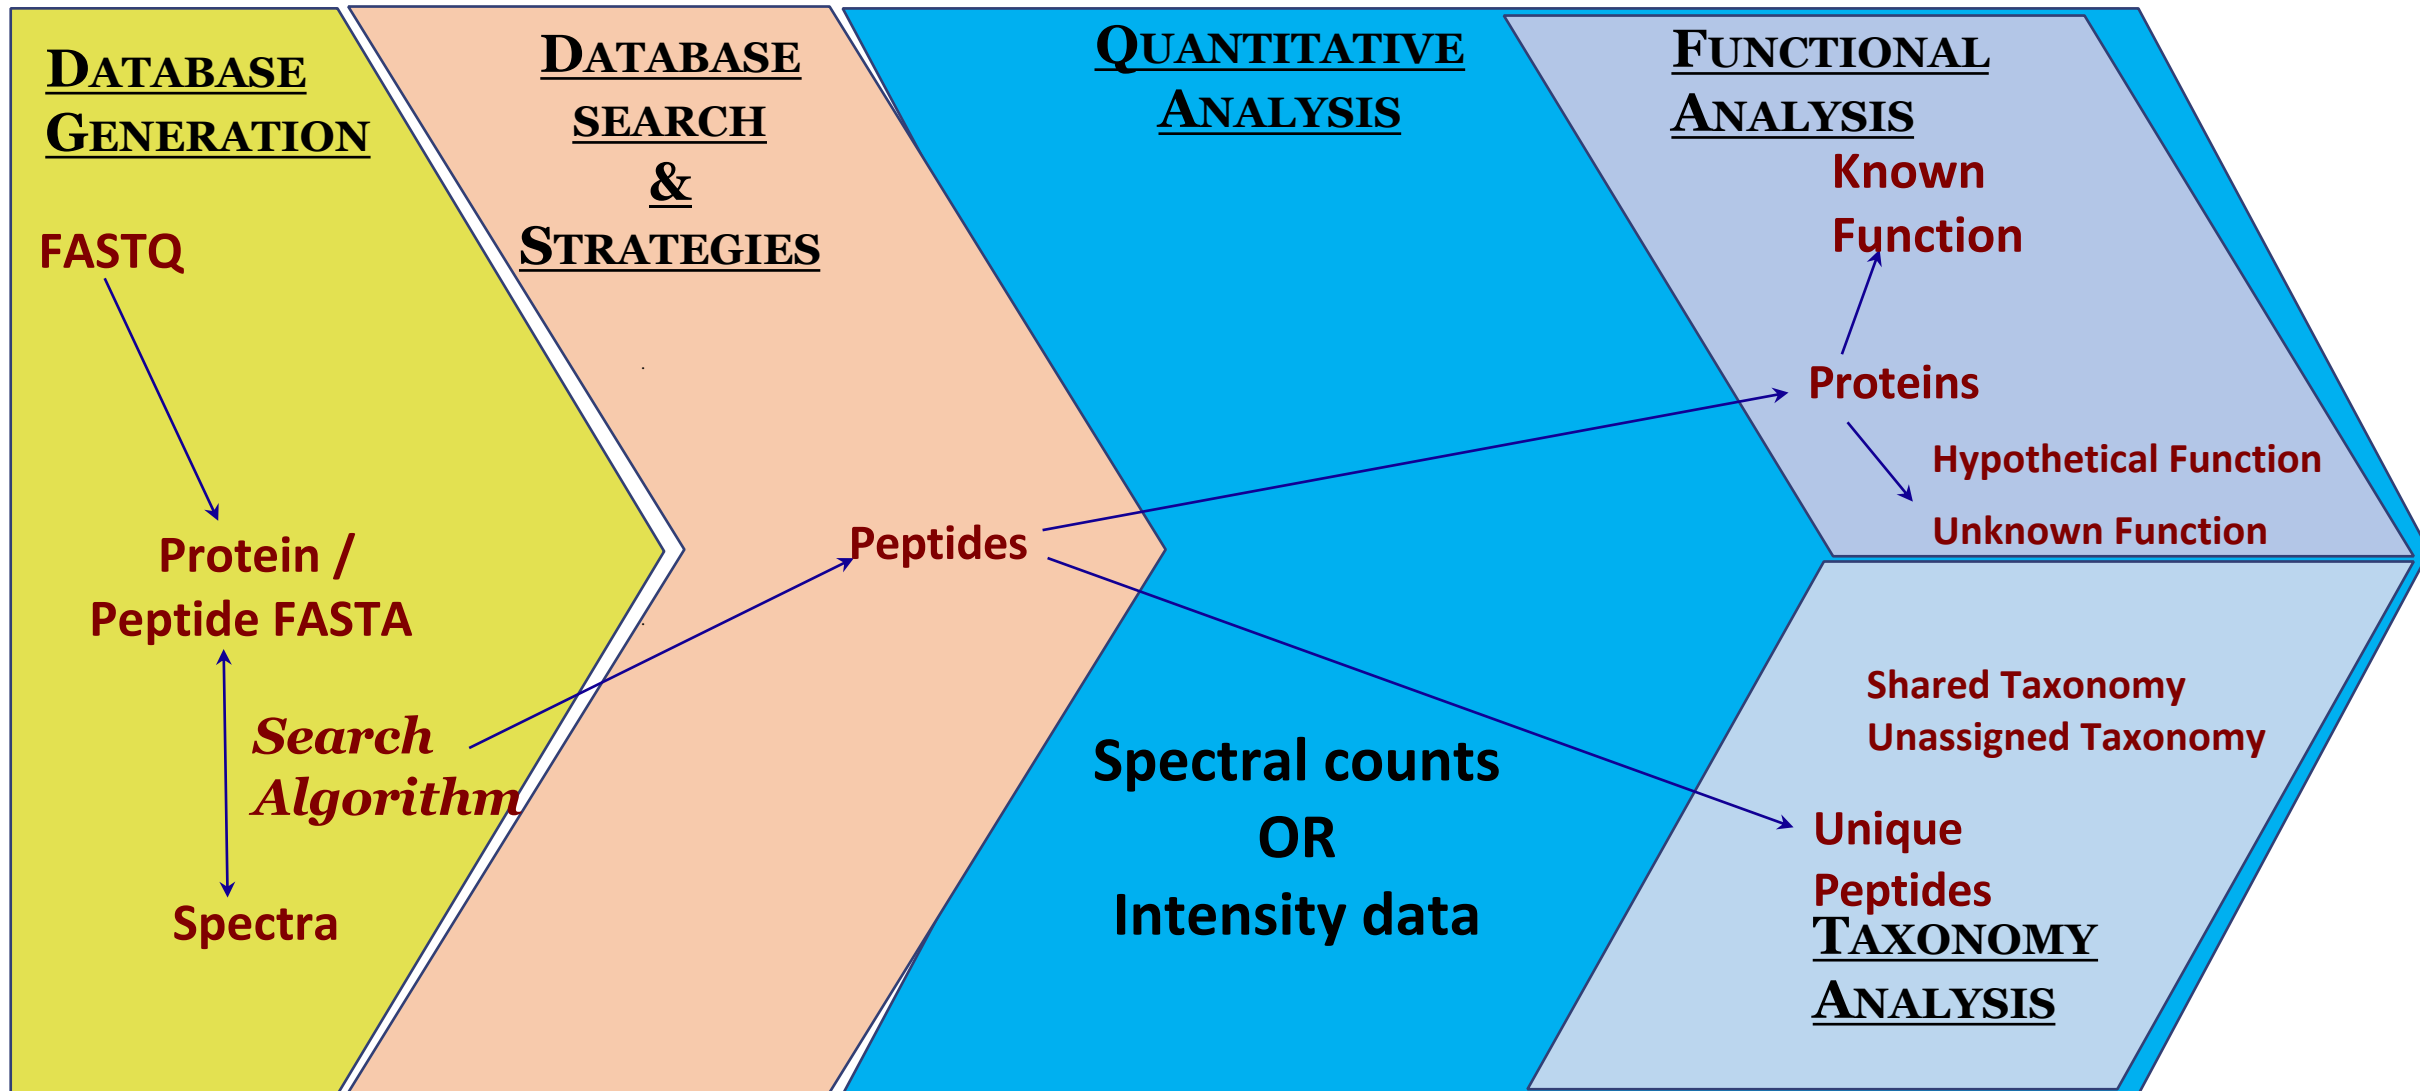 DATABASE
GENERATION
FASTQ
Protein /
Peptide FASTA
Search
Algorithm
Spectra
DATABASE
SEARCH
&
STRATEGIES
Peptides
QUANTITATIVE
ANALYSIS
Spectral counts
OR
Intensity data
FUNCTIONAL
ANALYSIS
Known
Function
Proteins
Hypothetical Function
Unknown Function
Shared Taxonomy
Unassigned Taxonomy
Unique
Peptides
TAXONOMY
ANALYSIS